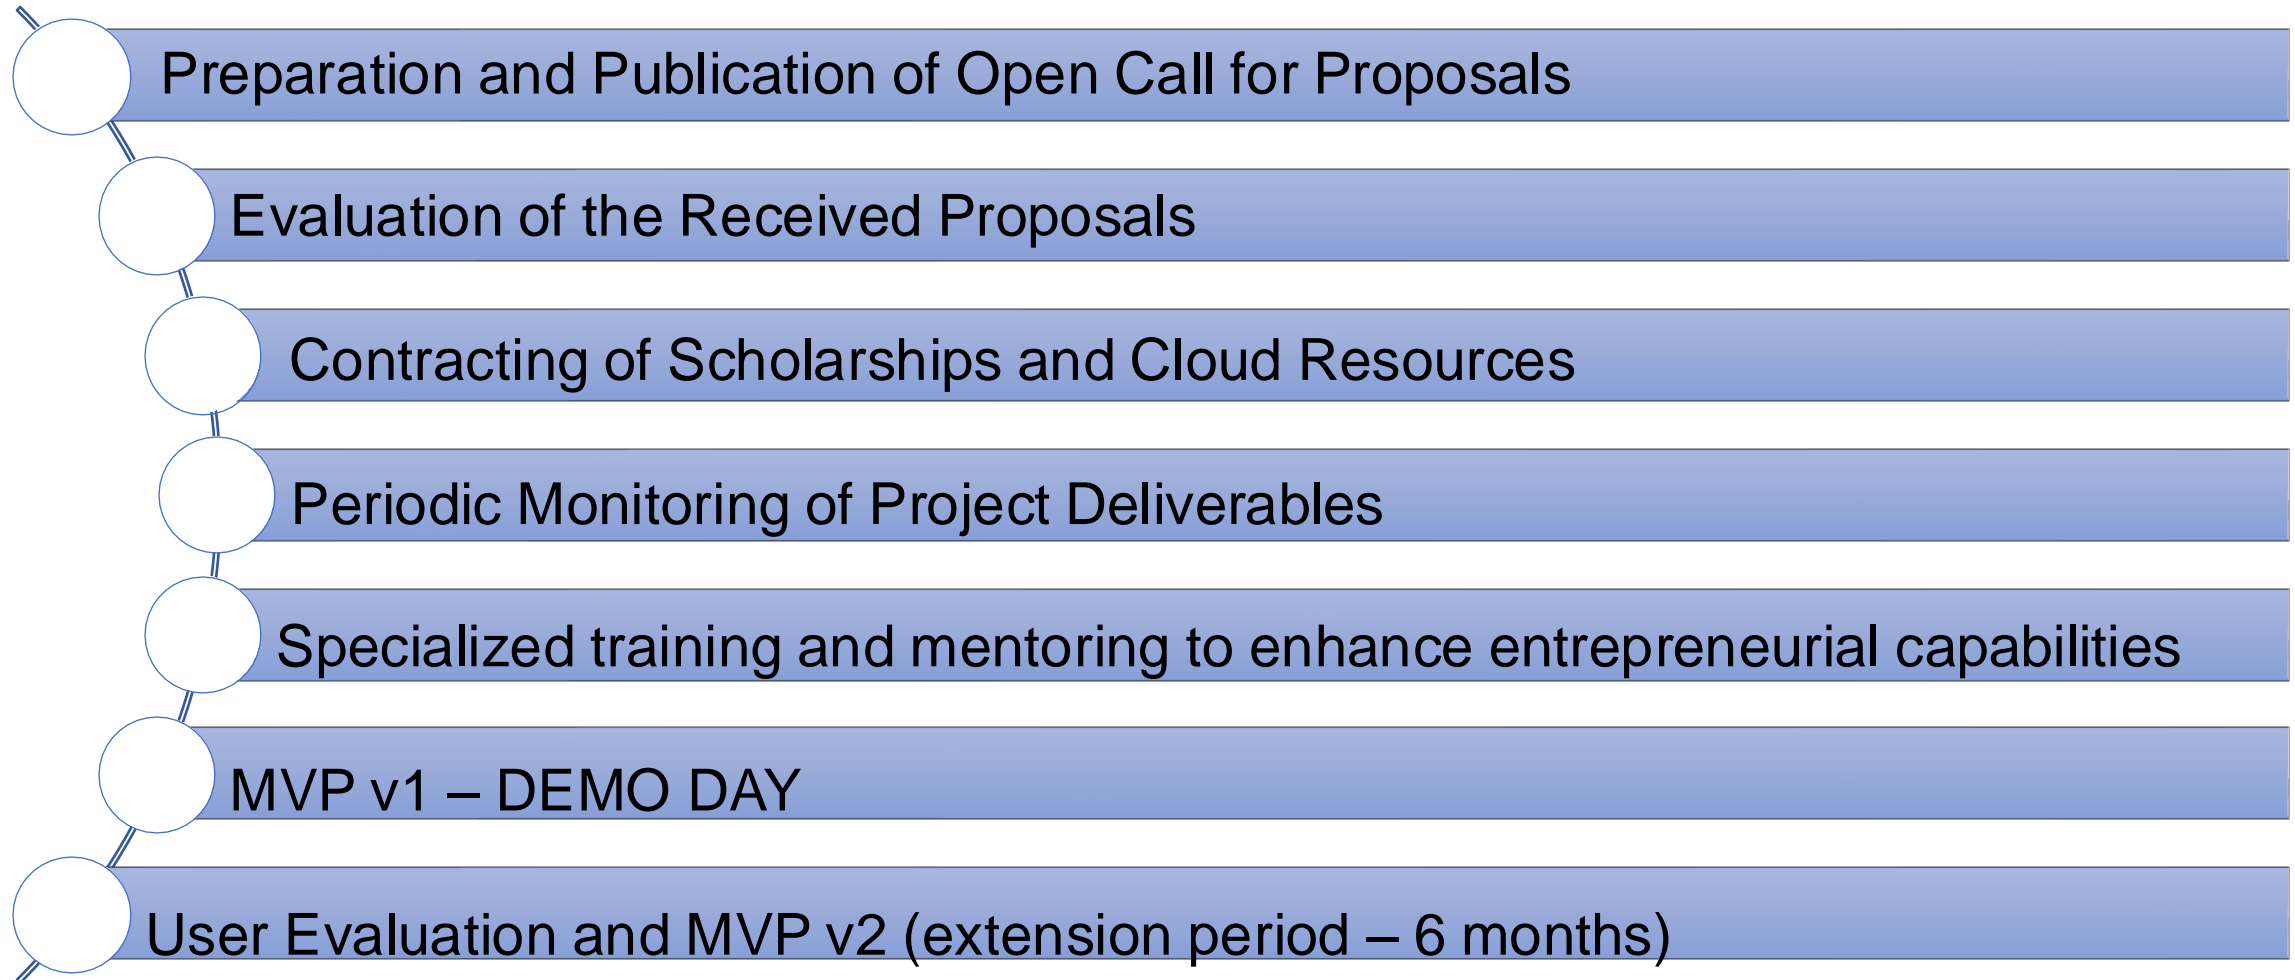 Preparation and Publication of Open Call for Proposals
Evaluation of the Received Proposals
Contracting of Scholarships and Cloud Resources
Periodic Monitoring of Project Deliverables
Specialized training and mentoring to enhance entrepreneurial capabilities
MVP v1 – DEMO DAY
User Evaluation and MVP v2 (extension period – 6 months)